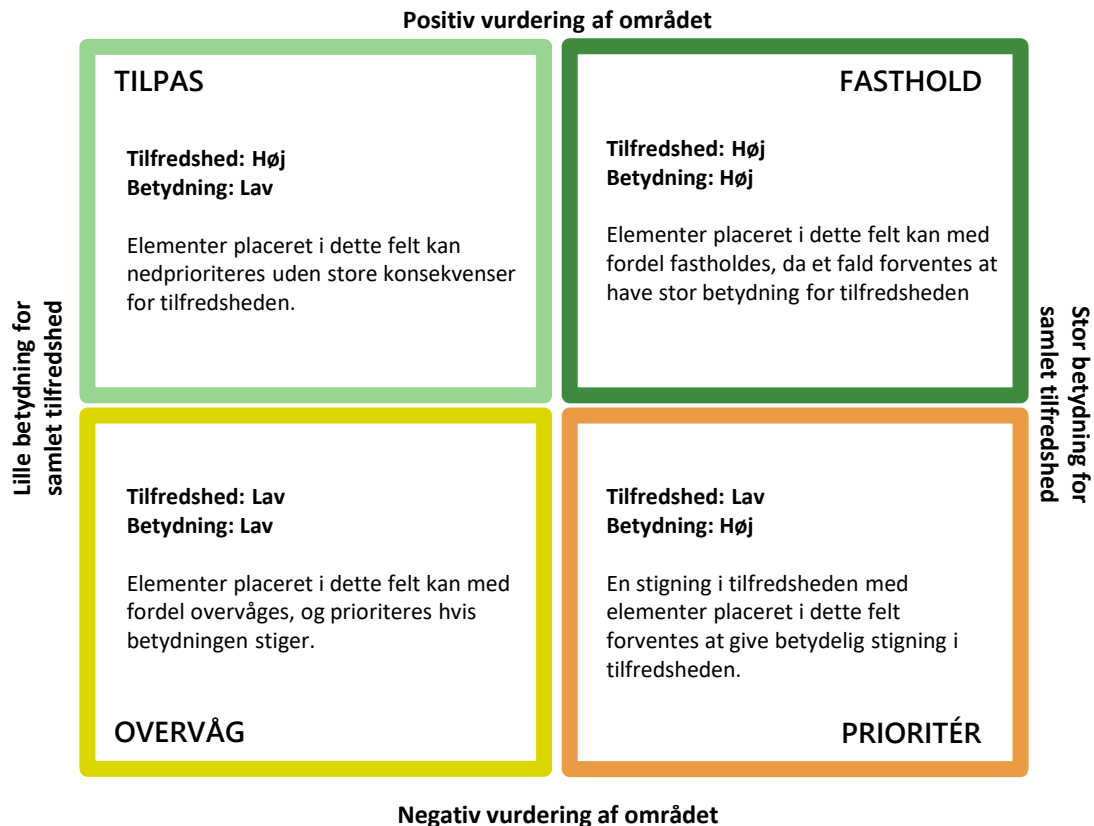 Positiv vurdering af området
TILPAS
Tilfredshed: Høj
Betydning: Lav
Elementer placeret i dette felt kan
nedprioriteres uden store konsekvenser
for tilfredsheden.
FASTHOLD
Tilfredshed: Høj
Betydning: Høj
Elementer placeret i dette felt kan med
fordel fastholdes, da et fald forventes at
have stor betydning for tilfredsheden
Lille betydning for
samlet tilfredshed
Stor betydning for
samlet tilfredshed
Tilfredshed: Lav
Betydning: Lav
Elementer placeret i dette felt kan med
fordel overvåges, og prioriteres hvis
betydningen stiger.
OVERVÅG
Tilfredshed: Lav
Betydning: Høj
En stigning i tilfredsheden med
elementer placeret i dette felt
forventes at give betydelig stigning i
tilfredsheden.
PRIORITÉR
Negativ vurdering af området